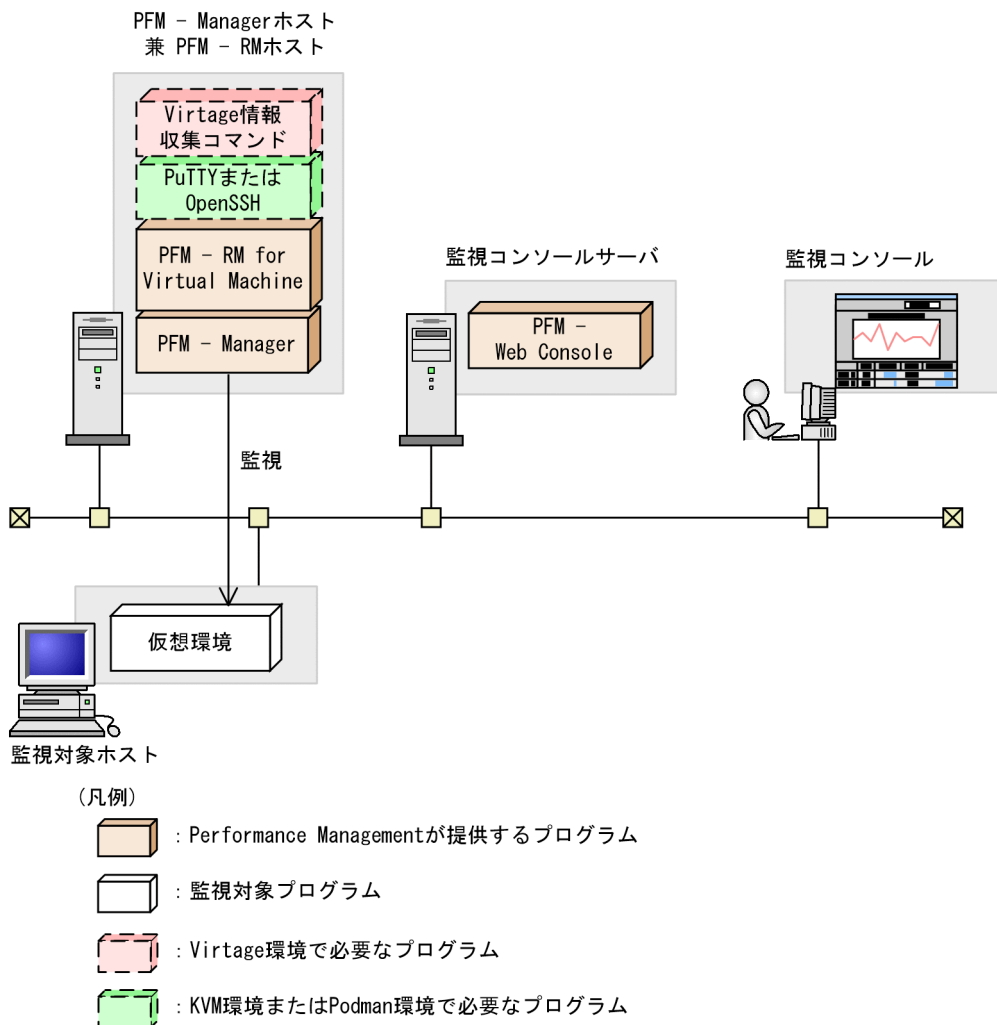 PFM - Managerホスト
兼 PFM - RMホスト
Virtage情報
収集コマンド
PuTTYまたは
OpenSSH
PFM - RM for
Virtual Machine
PFM - Manager
監視コンソールサーバ
PFM -
Web Console
監視コンソール
監視
仮想環境
監視対象ホスト
(凡例)
：Performance Managementが提供するプログラム
：監視対象プログラム
：Virtage環境で必要なプログラム
：KVM環境またはPodman環境で必要なプログラム